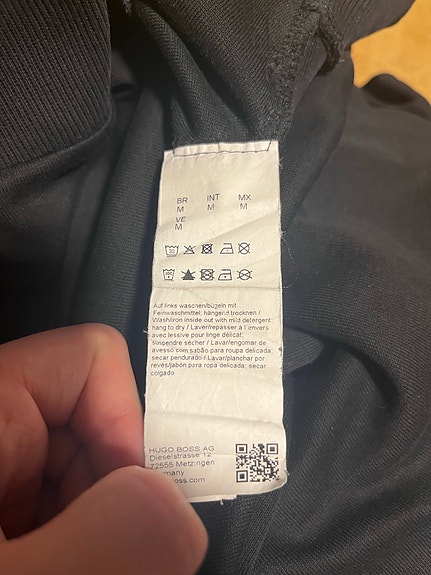 BR INT MX
M M M
VE
M
Auf links waschen/bügeln mit
Feinwaschmittel; hängend trocknen /
Wash/iron inside out with mild detergent,
hang to dry / Laver/repasser à l'envers
avec lessive pour linge délicat;
suspendre sécher / Lavar/engomar de
avesso com sabão para roupa delicada;
secar pendurado / Lavar/planchar por
revés/jabón para ropa delicada; secar
colgado
HUGO BOSS AG
Dieselstrasse 12
72555 Metzingen
many
oss.com